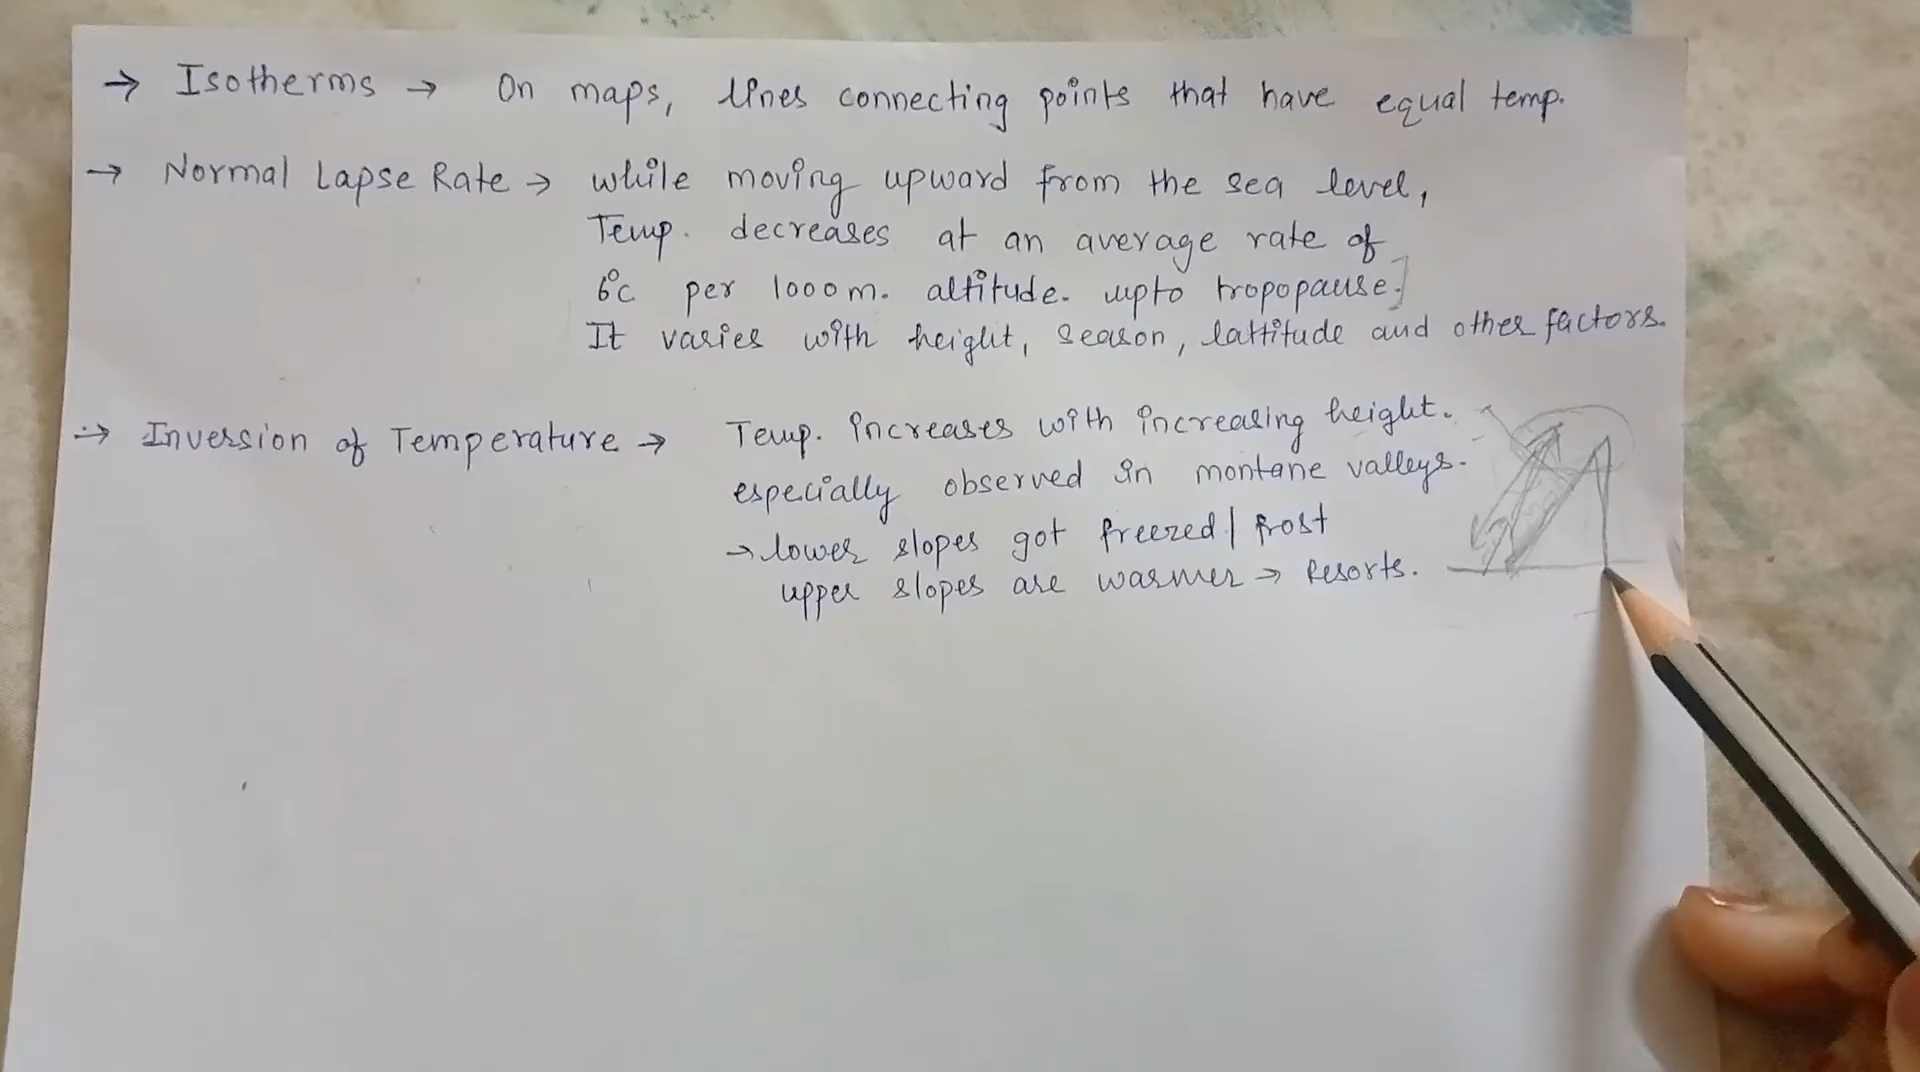 → Isotherms → On maps, lines connecting points that have equal temp.
→ Normal Lapse Rate → while moving upward from the sea level,
Temp. decreases at an average rate of
6°c per 1000m. altitude. upto tropopause.]
It varies with height, season, lattitude and other factors.
→ Inversion of Temperature → Temp. increases with increasing height.
especially observed in montane valleys.
→ lower slopes got freezed/ frost
upper slopes are warmer → Resorts.